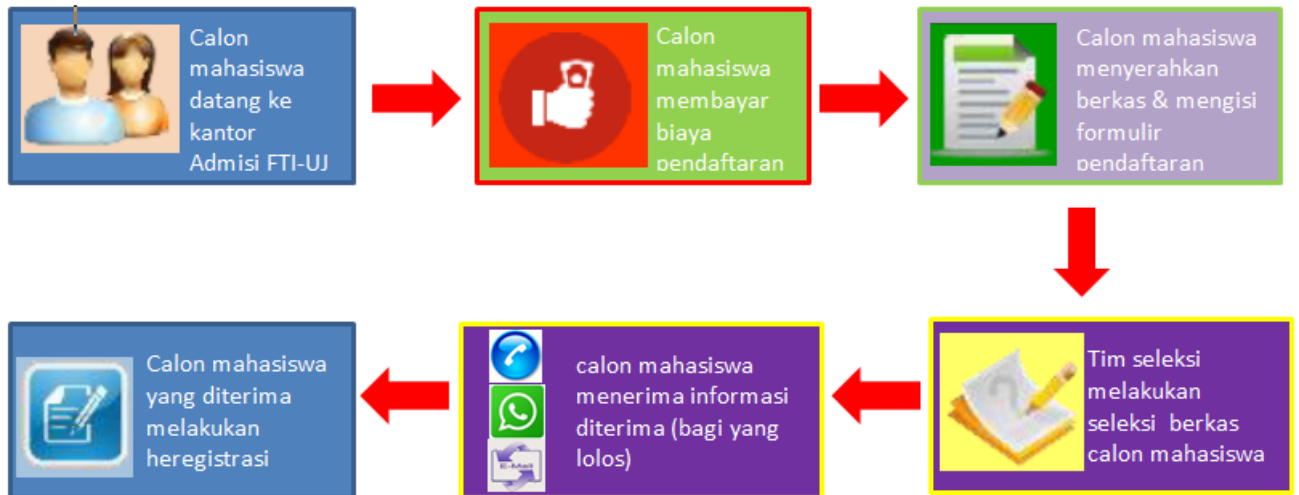 Calon
mahasiswa
datang ke
kantor
Admisi FTI-UJ
Calon
mahasiswa
membayar
biaya
pendaftaran
Calon mahasiswa
menyerahkan
berkas & mengisi
formulir
pendaftaran
Tim seleksi
melakukan
seleksi berkas
calon mahasiswa
calon mahasiswa
menerima informasi
diterima (bagi yang
lolos)
E-Mail
Calon mahasiswa
yang diterima
melakukan
heregistrasi